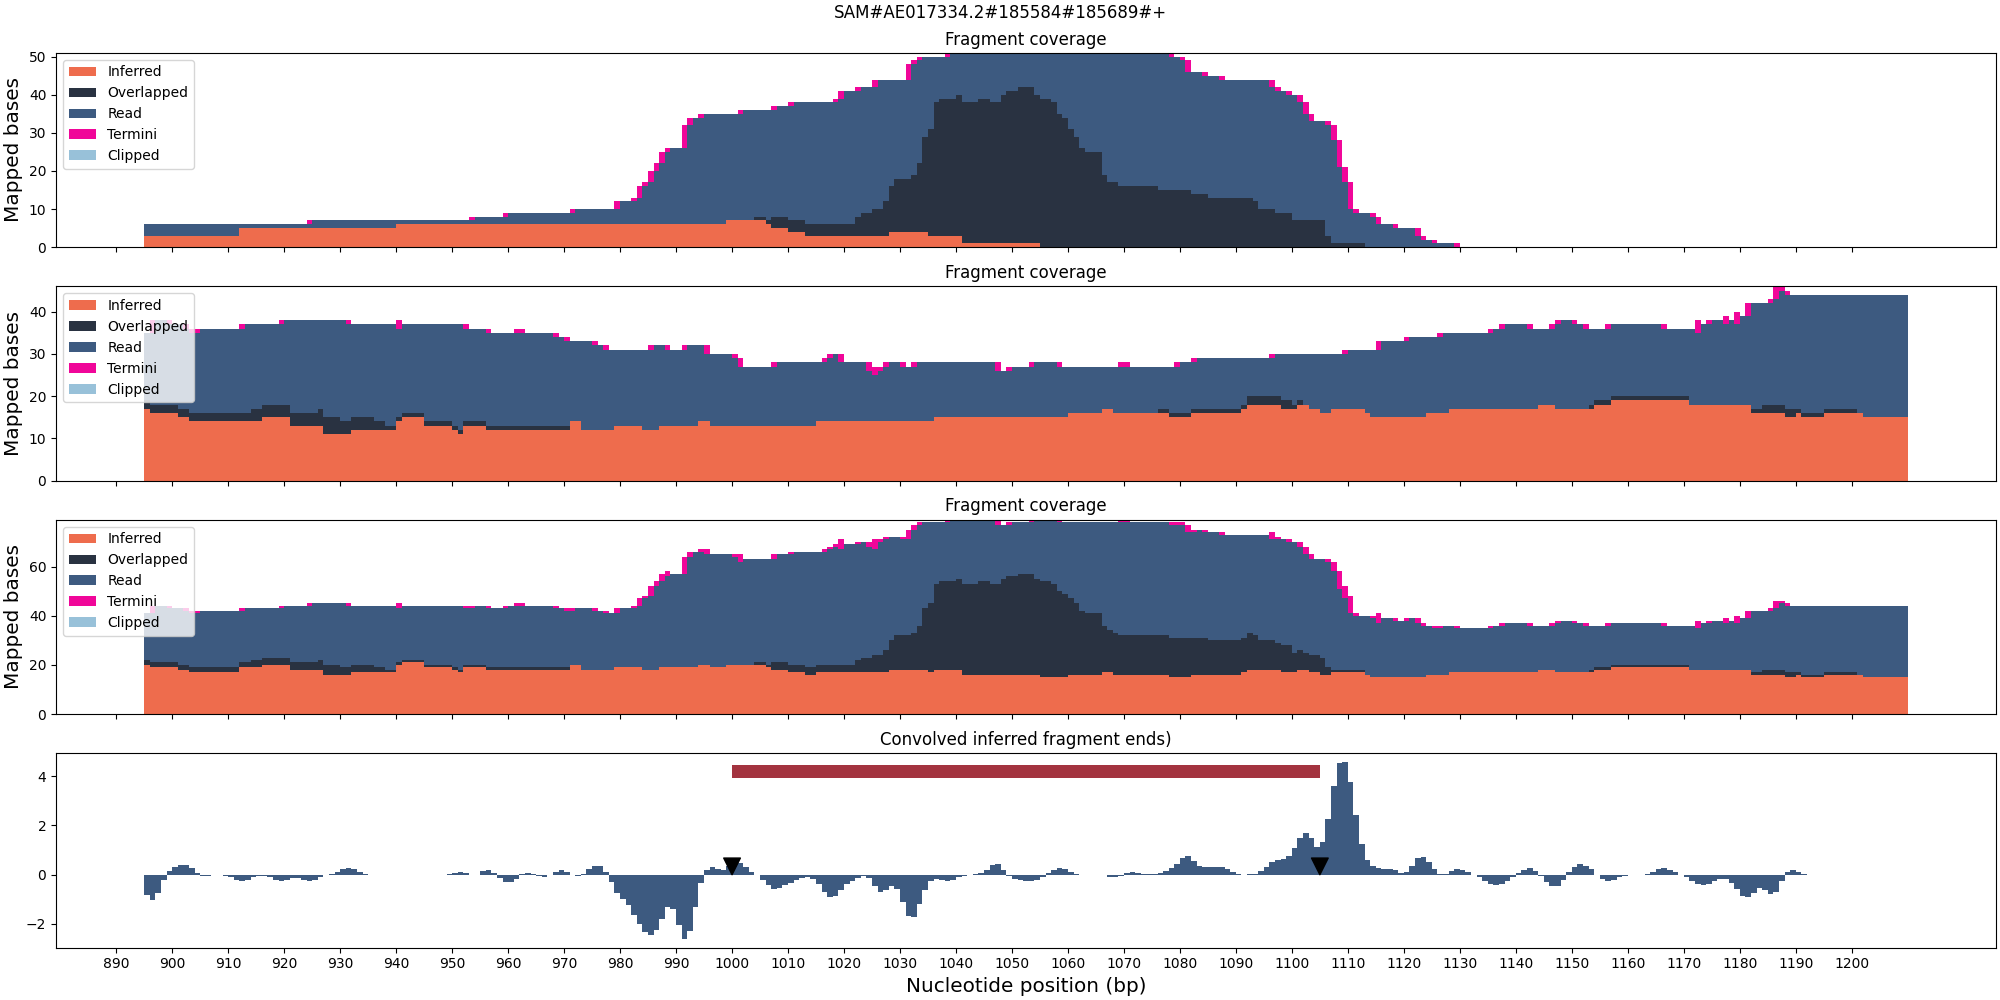 SAM#AE017334.2#185584#185689#+
Fragment coverage
Mapped bases
50
40
30
20
10
0
Inferred
Overlapped
Read
Termini
Clipped
Fragment coverage
Mapped bases
40
30
20
10
0
Inferred
Overlapped
Read
Termini
Clipped
Fragment coverage
Mapped bases
60
40
20
0
Inferred
Overlapped
Read
Termini
Clipped
Convolved inferred fragment ends)
4
2
0
−2
890 900 910 920 930 940 950 960 970 980 990 1000 1010 1020 1030 1040 1050 1060 1070 1080 1090 1100 1110 1120 1130 1140 1150 1160 1170 1180 1190 1200
Nucleotide position (bp)